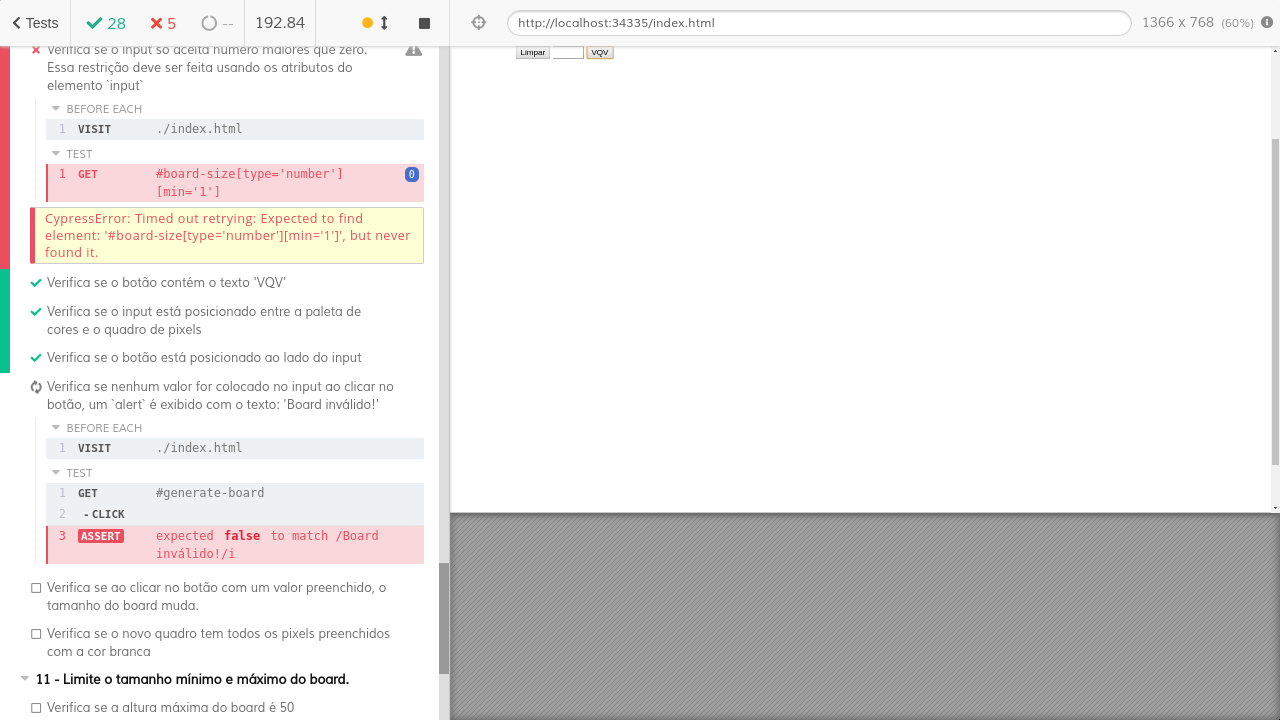 Tests 28 5 -- 192.84
http://localhost:34335/index.html 1366 x 768 (60%)
Verifica se o input só aceita número maiores que zero.
Essa restrição deve ser feita usando os atributos do
elemento `input`
BEFORE EACH
1 VISIT ./index.html
TEST
1 GET #board-size[type='number'] 0
[min='1']
CypressError: Timed out retrying: Expected to find
element: '#board-size[type='number'][min='1']', but never
found it.
Verifica se o botão contém o texto 'VQV'
Verifica se o input está posicionado entre a paleta de
cores e o quadro de pixels
Verifica se o botão está posicionado ao lado do input
Verifica se nenhum valor for colocado no input ao clicar no
botão, um `alert` é exibido com o texto: 'Board inválido!'
BEFORE EACH
1 VISIT ./index.html
TEST
1 GET #generate-board
2 - CLICK
3 ASSERT expected false to match /Board
inválido!/i
Verifica se ao clicar no botão com um valor preenchido, o
tamanho do board muda.
Verifica se o novo quadro tem todos os pixels preenchidos
com a cor branca
11 - Limite o tamanho mínimo e máximo do board.
Verifica se a altura máxima do board é 50
Limpar VQV